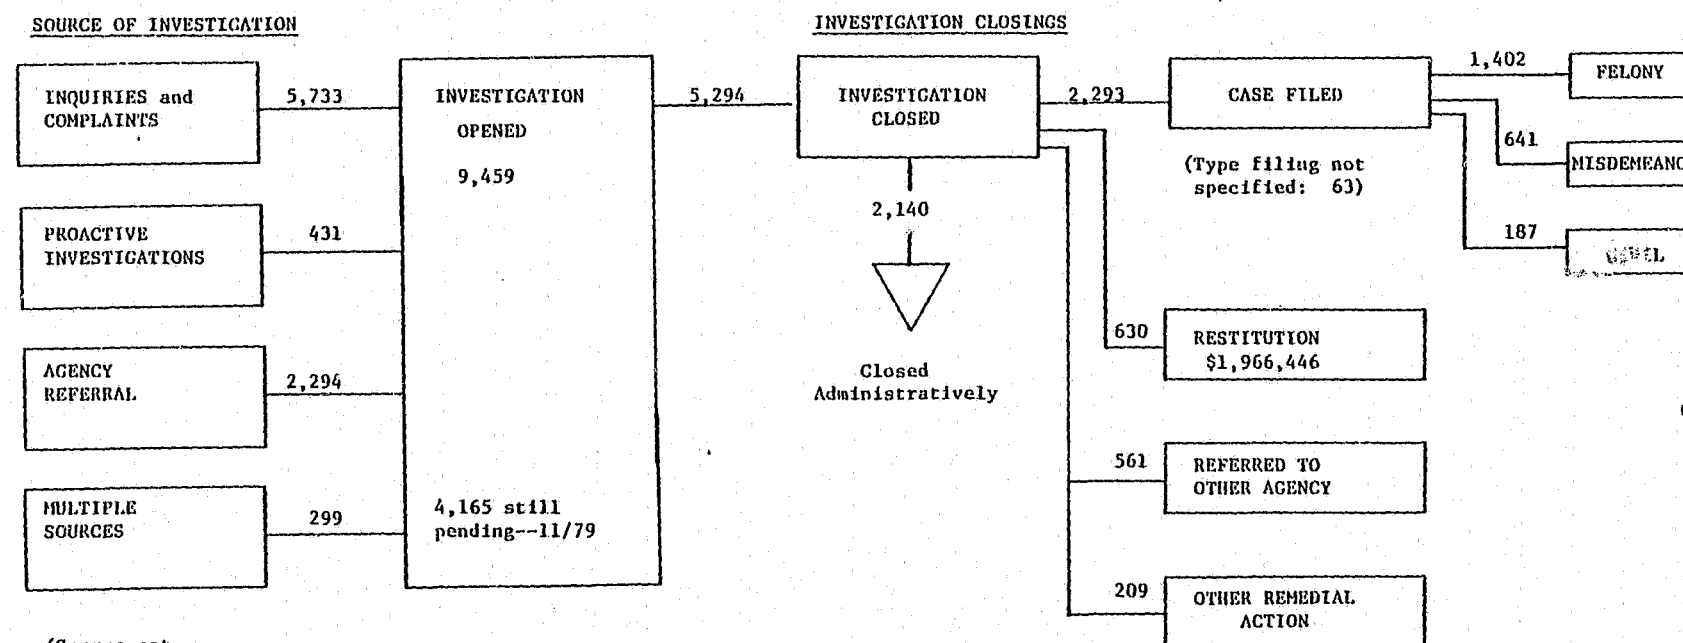 SOURCE OF INVESTIGATION
INVESTIGATION CLOSINGS
INQUIRIES and
COMPLAINTS
5,733
PROACTIVE
INVESTIGATIONS
431
AGENCY
REFERRAL
2,294
MULTIPLE
SOURCES
299
INVESTIGATION
OPENED
9,459
4,165 still
pending--11/79
5,294
INVESTIGATION
CLOSED
2,140
Closed
Administratively
2,293
CASE FILED
(Type filing not
specified: 63)
1,402
FELONY
641
MISDEMEANO
187
630
RESTITUTION
$1,966,446
561
REFERRED TO
OTHER AGENCY
209
OTHER REMEDIAL
ACTION